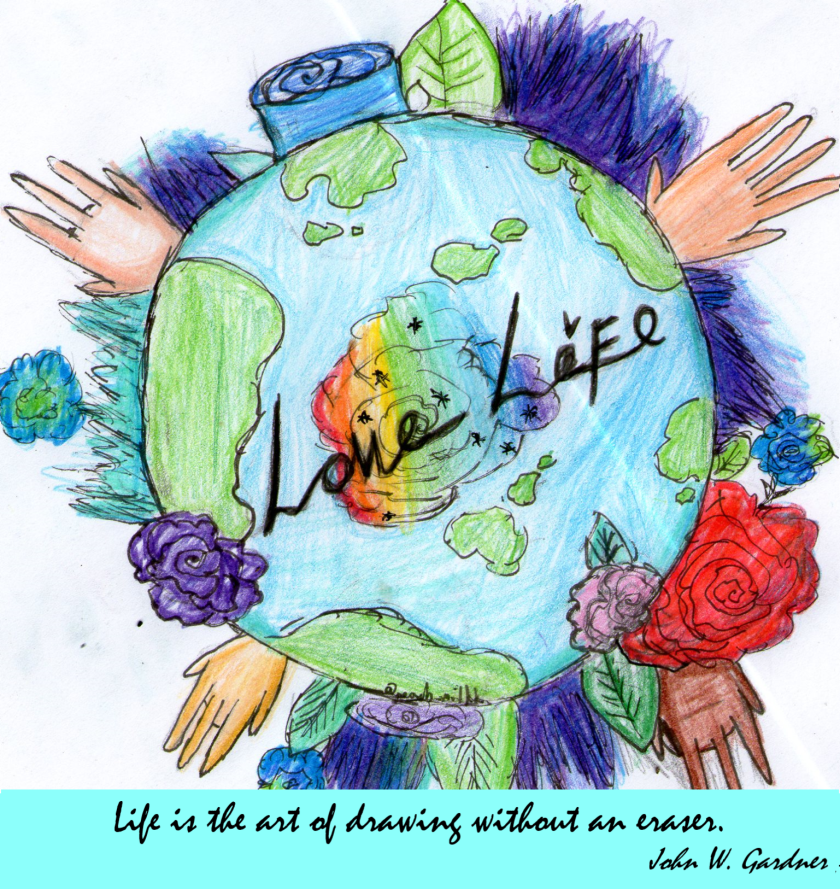 Love Life
Life is the art of drawing without an eraser.
John W. Gardner